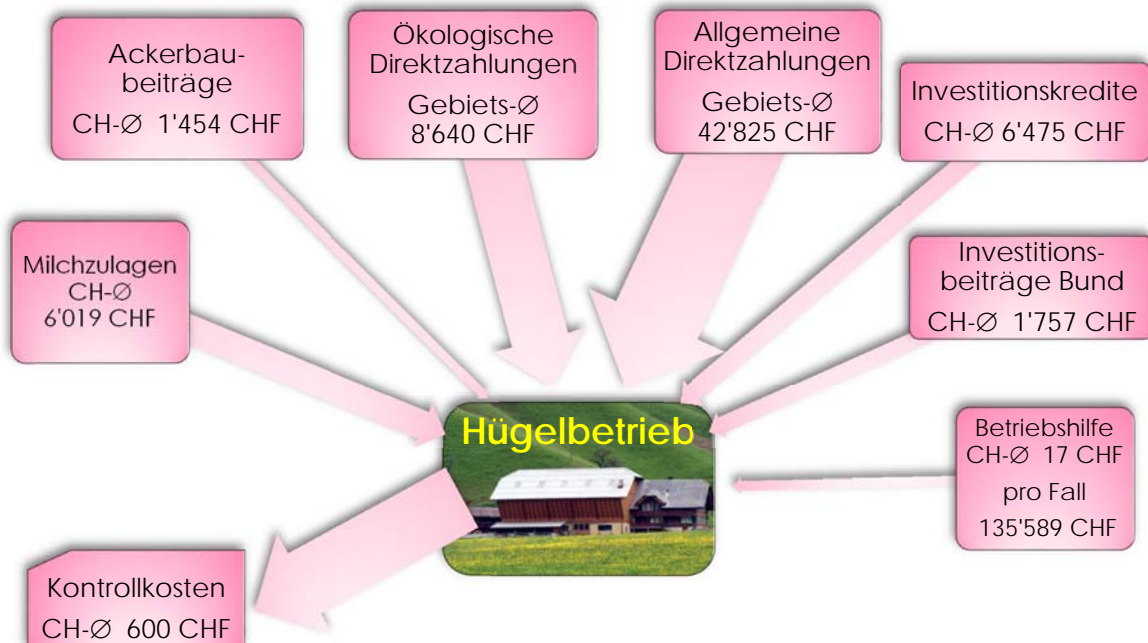 Ackerbau-
beiträge
CH-Ø 1'454 CHF
Ökologische
Direktzahlungen
Gebiets-Ø
8'640 CHF
Allgemeine
Direktzahlungen
Gebiets-Ø
42'825 CHF
Investitionskredite
CH-Ø 6'475 CHF
Milchzulagen
CH-Ø
6'019 CHF
Investitions-
beiträge Bund
CH-Ø 1'757 CHF
Hügelbetrieb
Betriebshilfe
CH-Ø 17 CHF
pro Fall
135'589 CHF
Kontrollkosten
CH-Ø 600 CHF